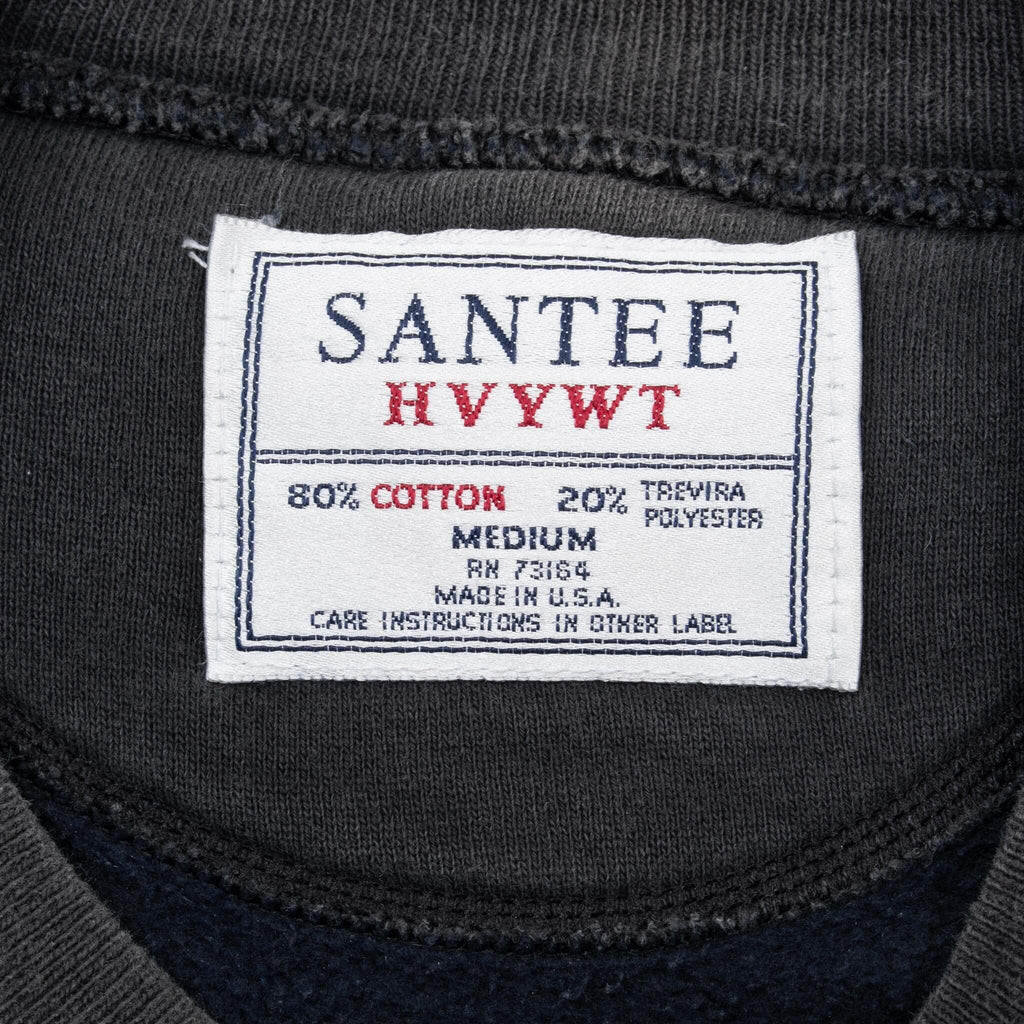 SANTEE
HVYWT
80% COTTON 20% TREVIRA
POLYESTER
MEDIUM
RN 73164
MADE IN U.S.A.
CARE INSTRUCTIONS IN OTHER LABEL